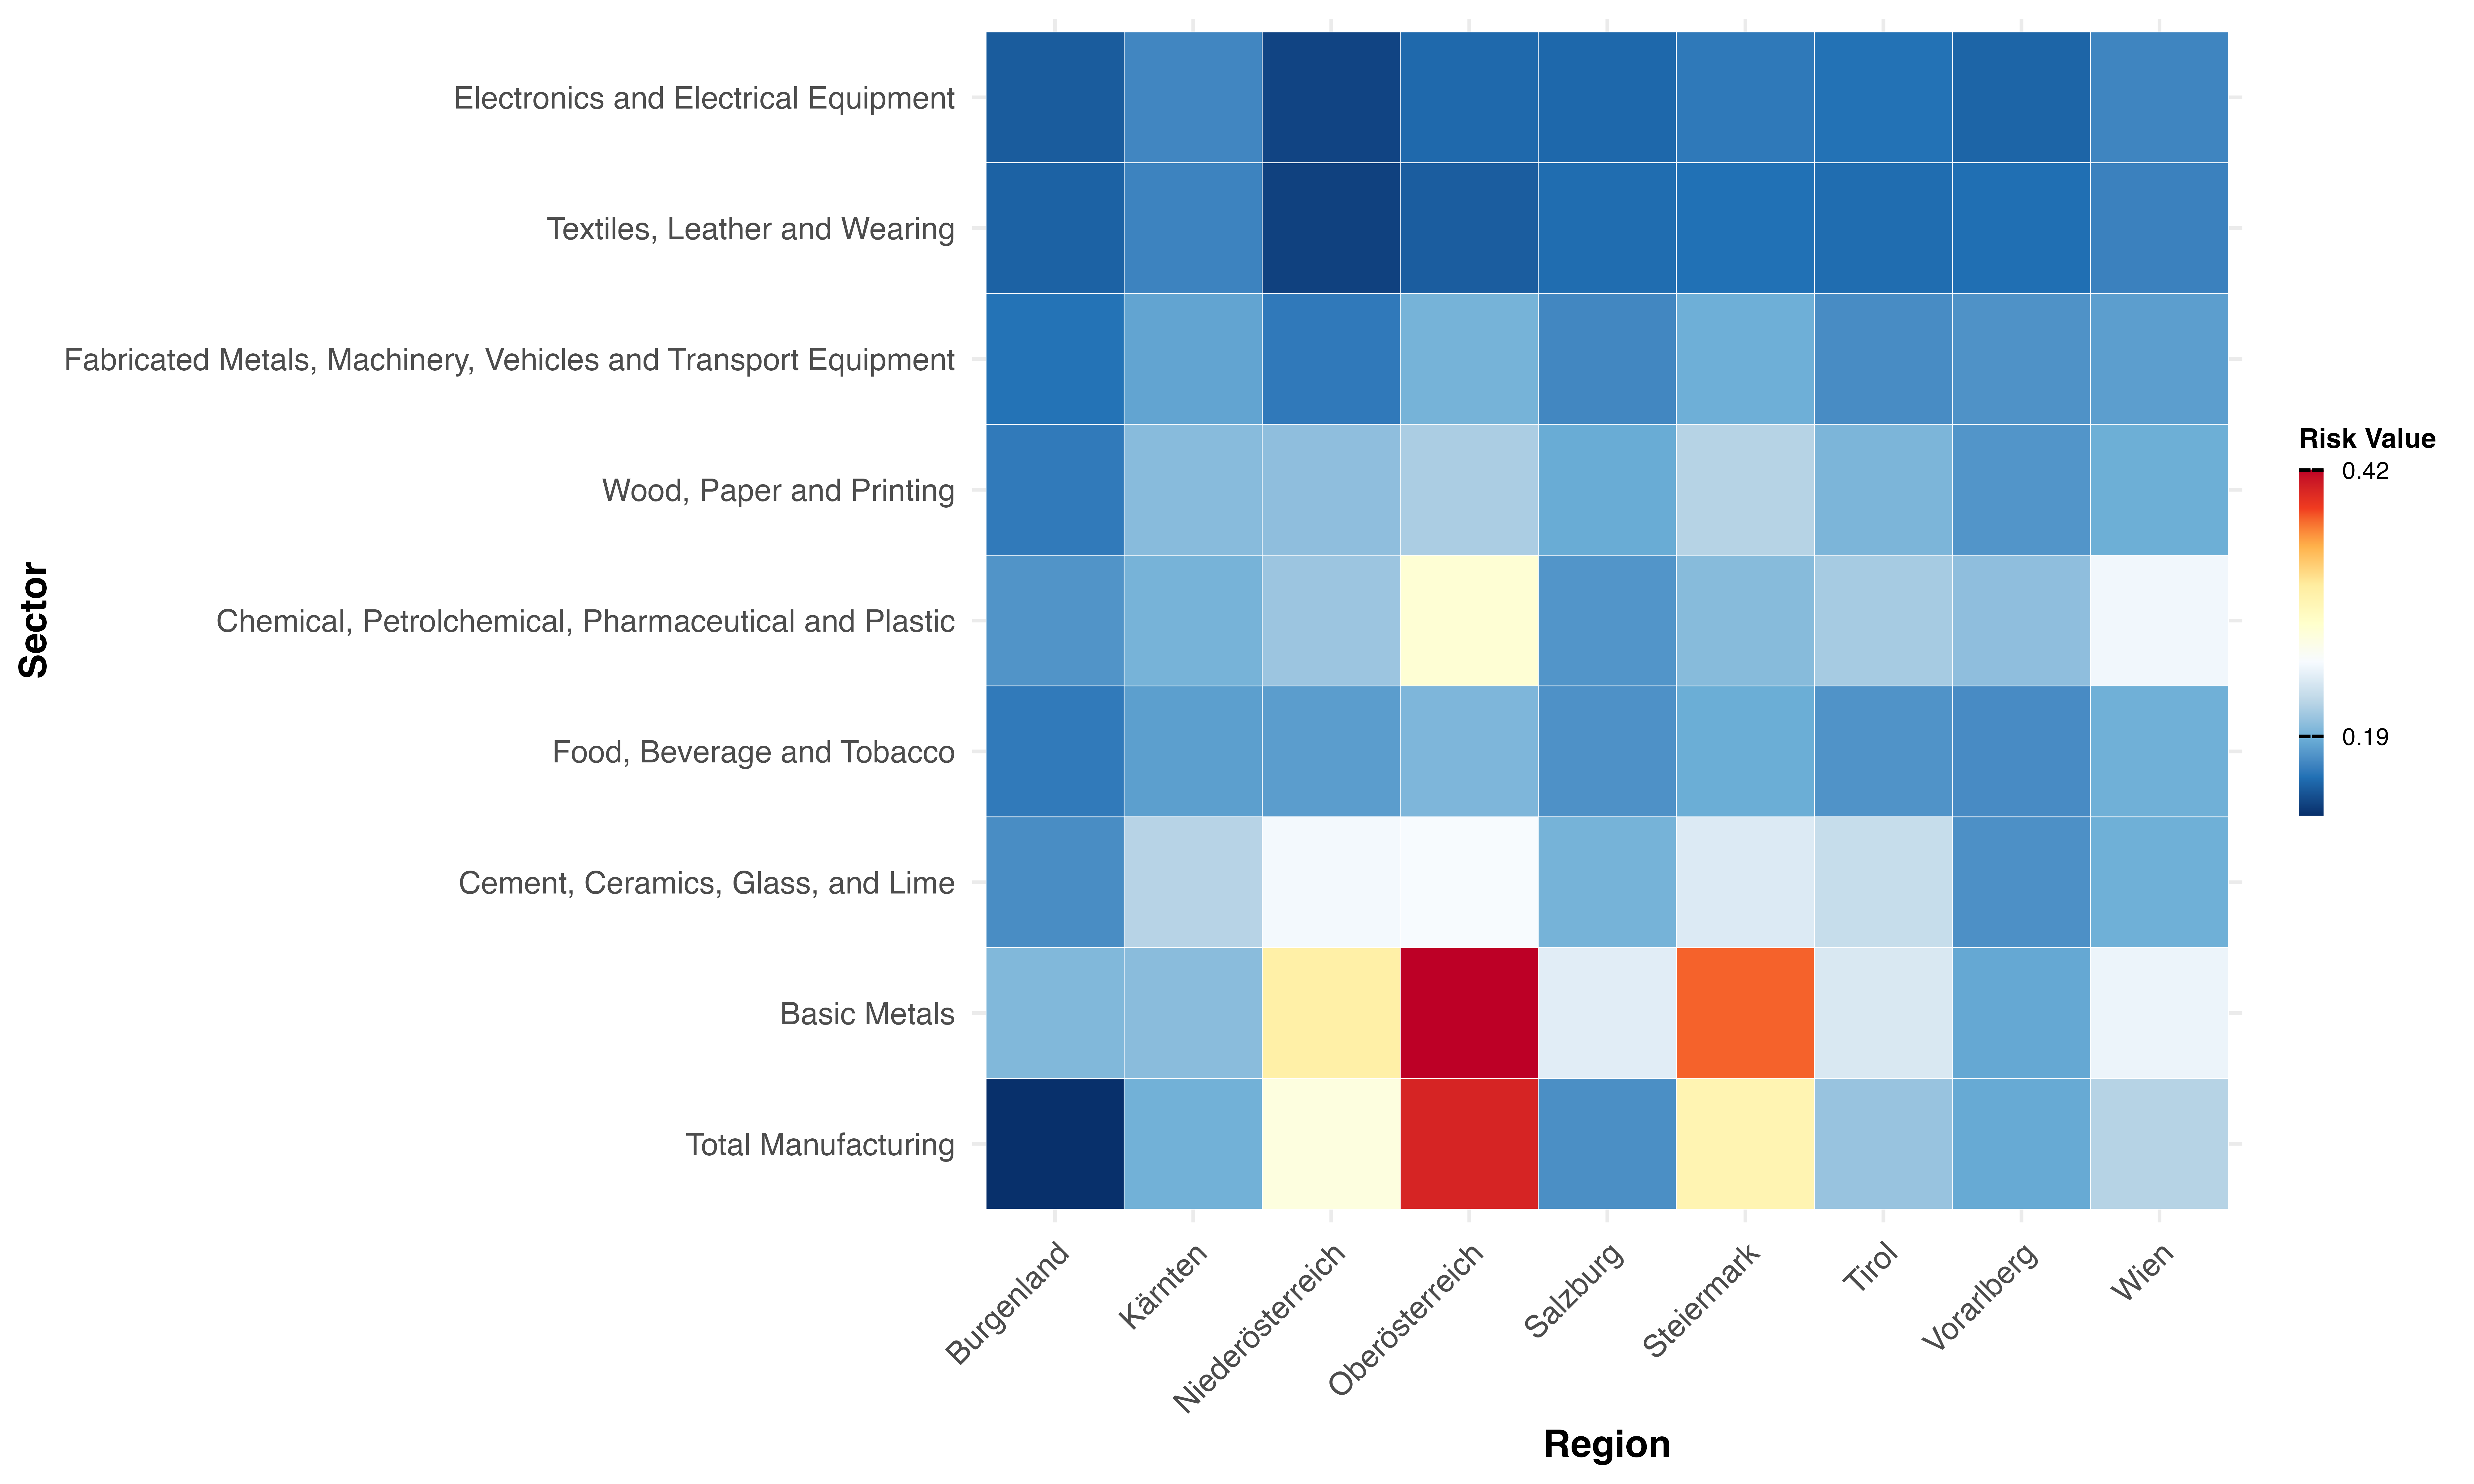 Electronics and Electrical Equipment
Textiles, Leather and Wearing
Fabricated Metals, Machinery, Vehicles and Transport Equipment
Wood, Paper and Printing
Chemical, Petrolchemical, Pharmaceutical and Plastic
Food, Beverage and Tobacco
Cement, Ceramics, Glass, and Lime
Basic Metals
Total Manufacturing
Sector
Burgenland
Kärnten
Niederösterreich
Oberösterreich
Salzburg
Steiermark
Tirol
Vorarlberg
Wien
Region
Risk Value
0.42
0.19